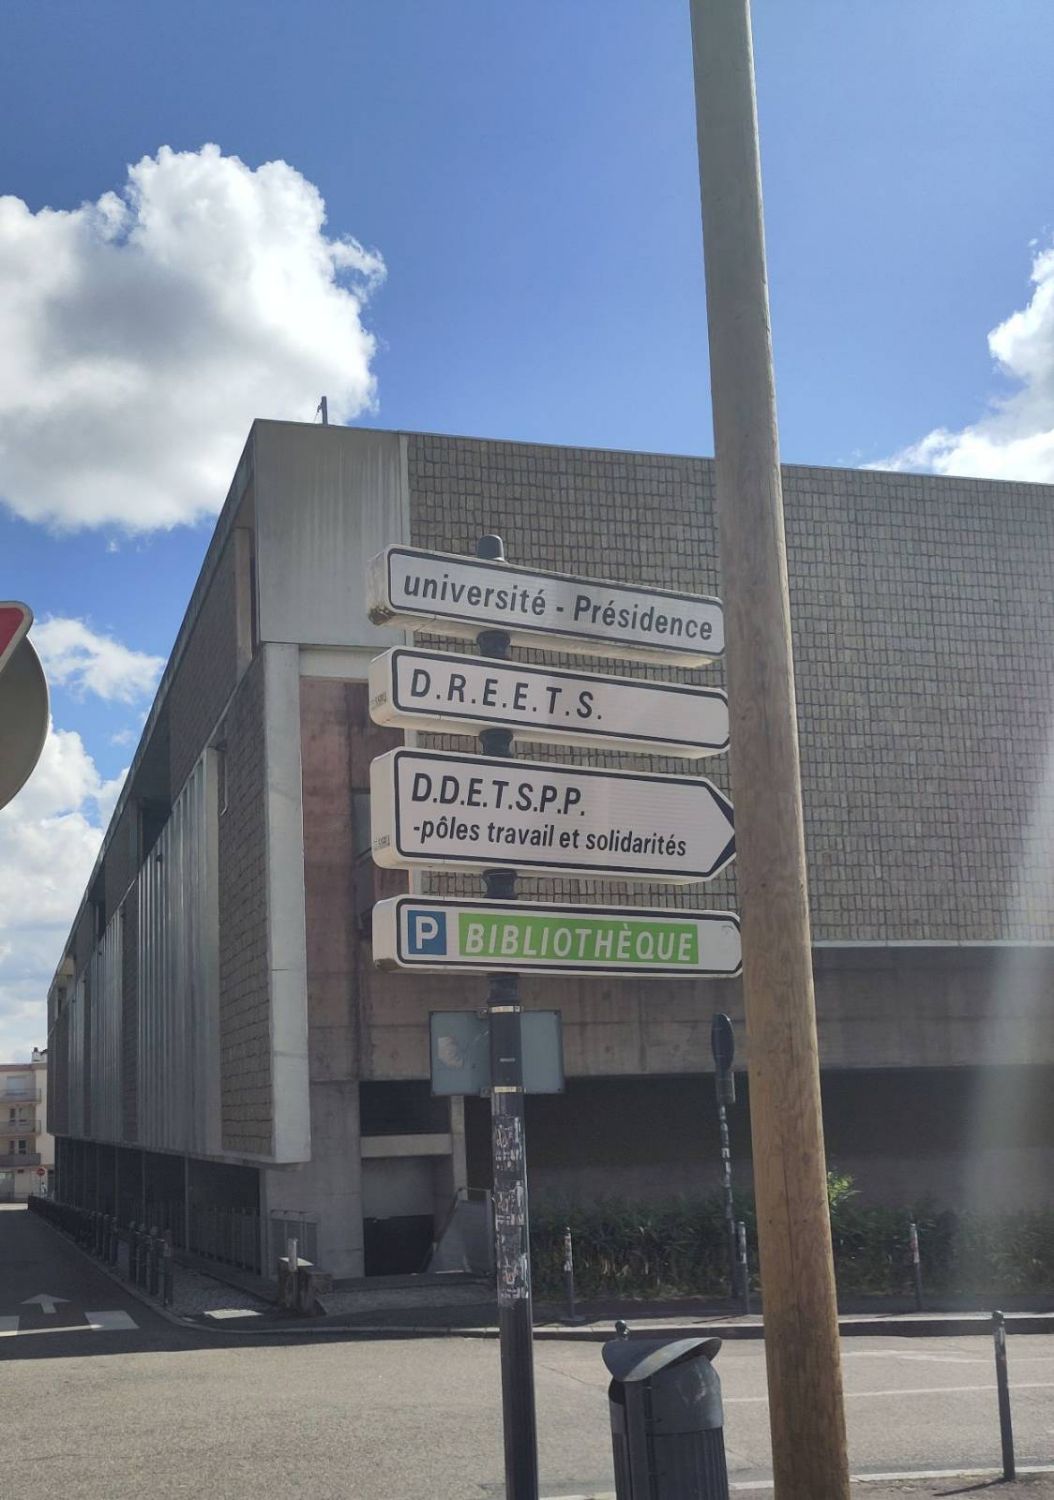 université - Présidence
D.R.E.E.T.S.
D.D.E.T.S.P.P.
-pôles travail et solidarités
P BIBLIOTHÈQUE